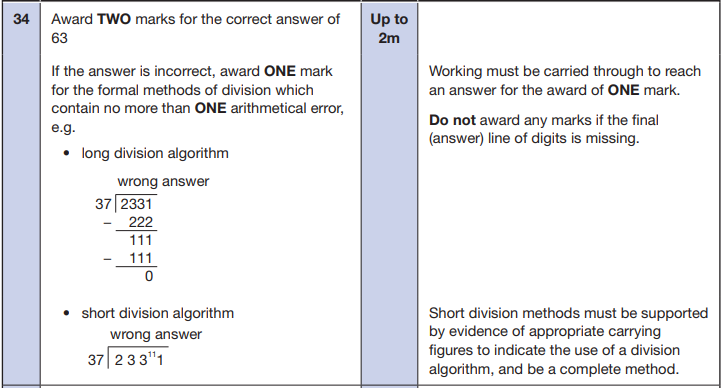 34
Award TWO marks for the correct answer of
63
Up to
2m
If the answer is incorrect, award ONE mark
for the formal methods of division which
contain no more than ONE arithmetical error,
e.g.
• long division algorithm
wrong answer
37 2331
– 222
111
– 111
0
• short division algorithm
wrong answer
37 2 3 3¹¹1
Working must be carried through to reach
an answer for the award of ONE mark.
Do not award any marks if the final
(answer) line of digits is missing.
Short division methods must be supported
by evidence of appropriate carrying
figures to indicate the use of a division
algorithm, and be a complete method.